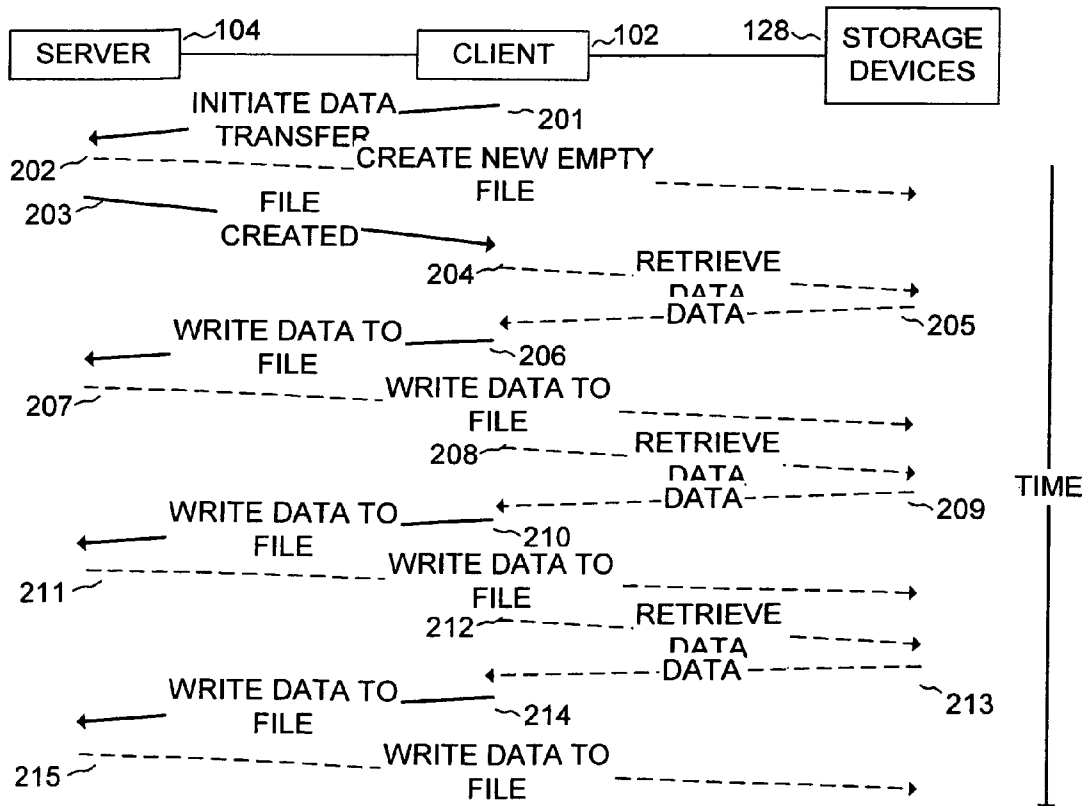 SERVER
104
CLIENT
102
128
STORAGE
DEVICES
INITIATE DATA
TRANSFER
201
202
CREATE NEW EMPTY
FILE
203
FILE
CREATED
204
RETRIEVE
DATA
DATA
205
WRITE DATA TO
FILE
206
207
WRITE DATA TO
FILE
208
RETRIEVE
DATA
DATA
209
TIME
WRITE DATA TO
FILE
210
211
WRITE DATA TO
FILE
212
RETRIEVE
DATA
DATA
213
WRITE DATA TO
FILE
214
215
WRITE DATA TO
FILE